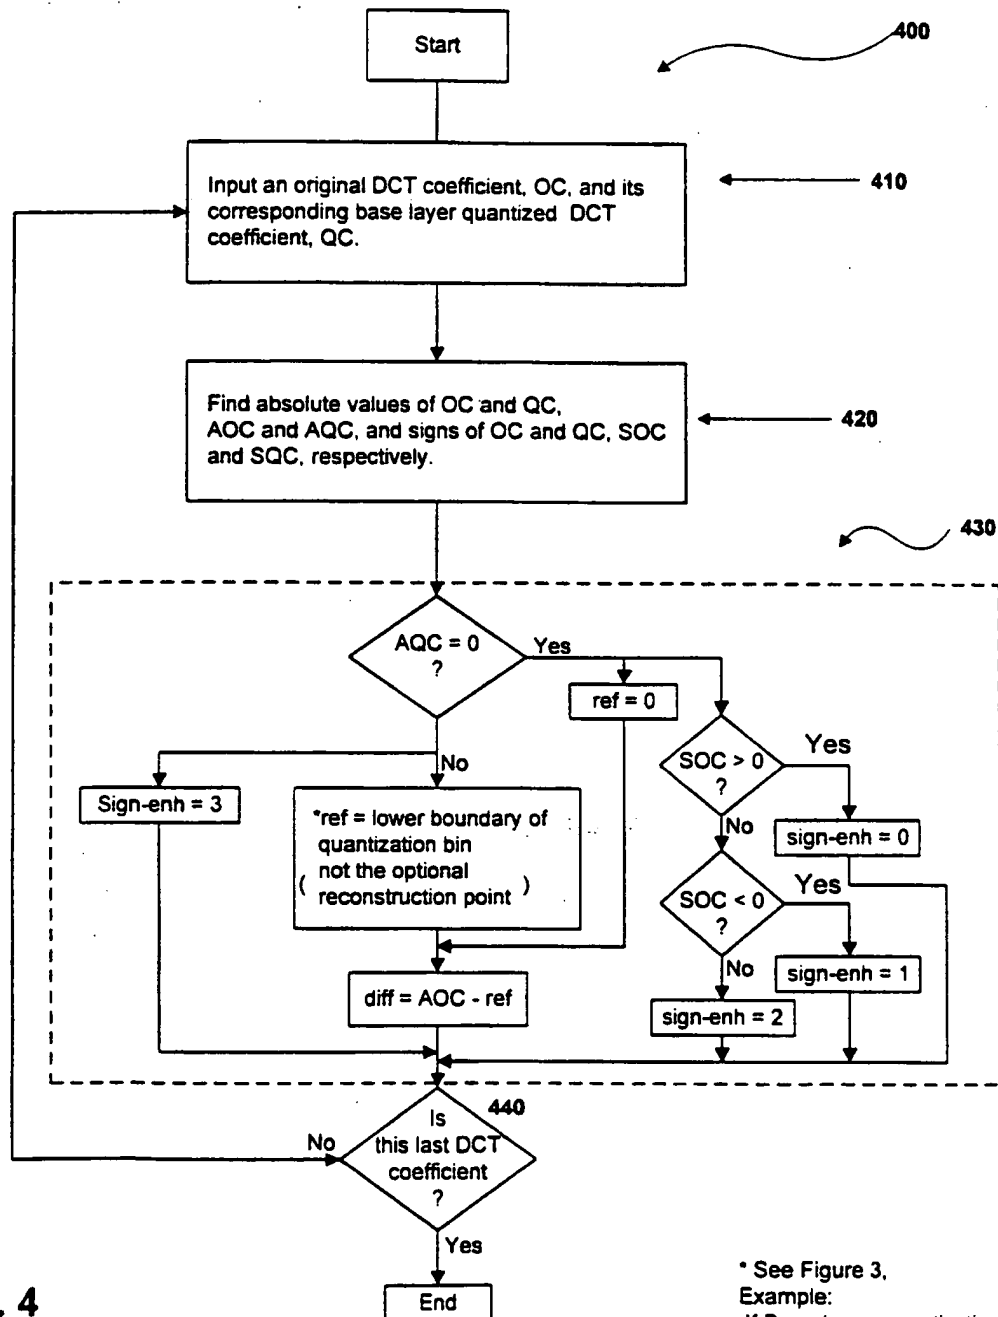 Start
400
Input an original DCT coefficient, OC, and its
corresponding base layer quantized DCT
coefficient, QC.
410
Find absolute values of OC and QC,
AOC and AQC, and signs of OC and QC, SOC
and SQC, respectively.
420
430
AQC = 0
?
Yes
ref = 0
SOC > 0
?
Yes
No
Sign-enh = 3
*ref = lower boundary of
quantization bin
( not the optional
reconstruction point )
No
sign-enh = 0
SOC < 0
?
Yes
diff = AOC - ref
No
sign-enh = 1
sign-enh = 2
440
Is
this last DCT
coefficient
?
No
Yes
End
* See Figure 3,
Example:
. 4